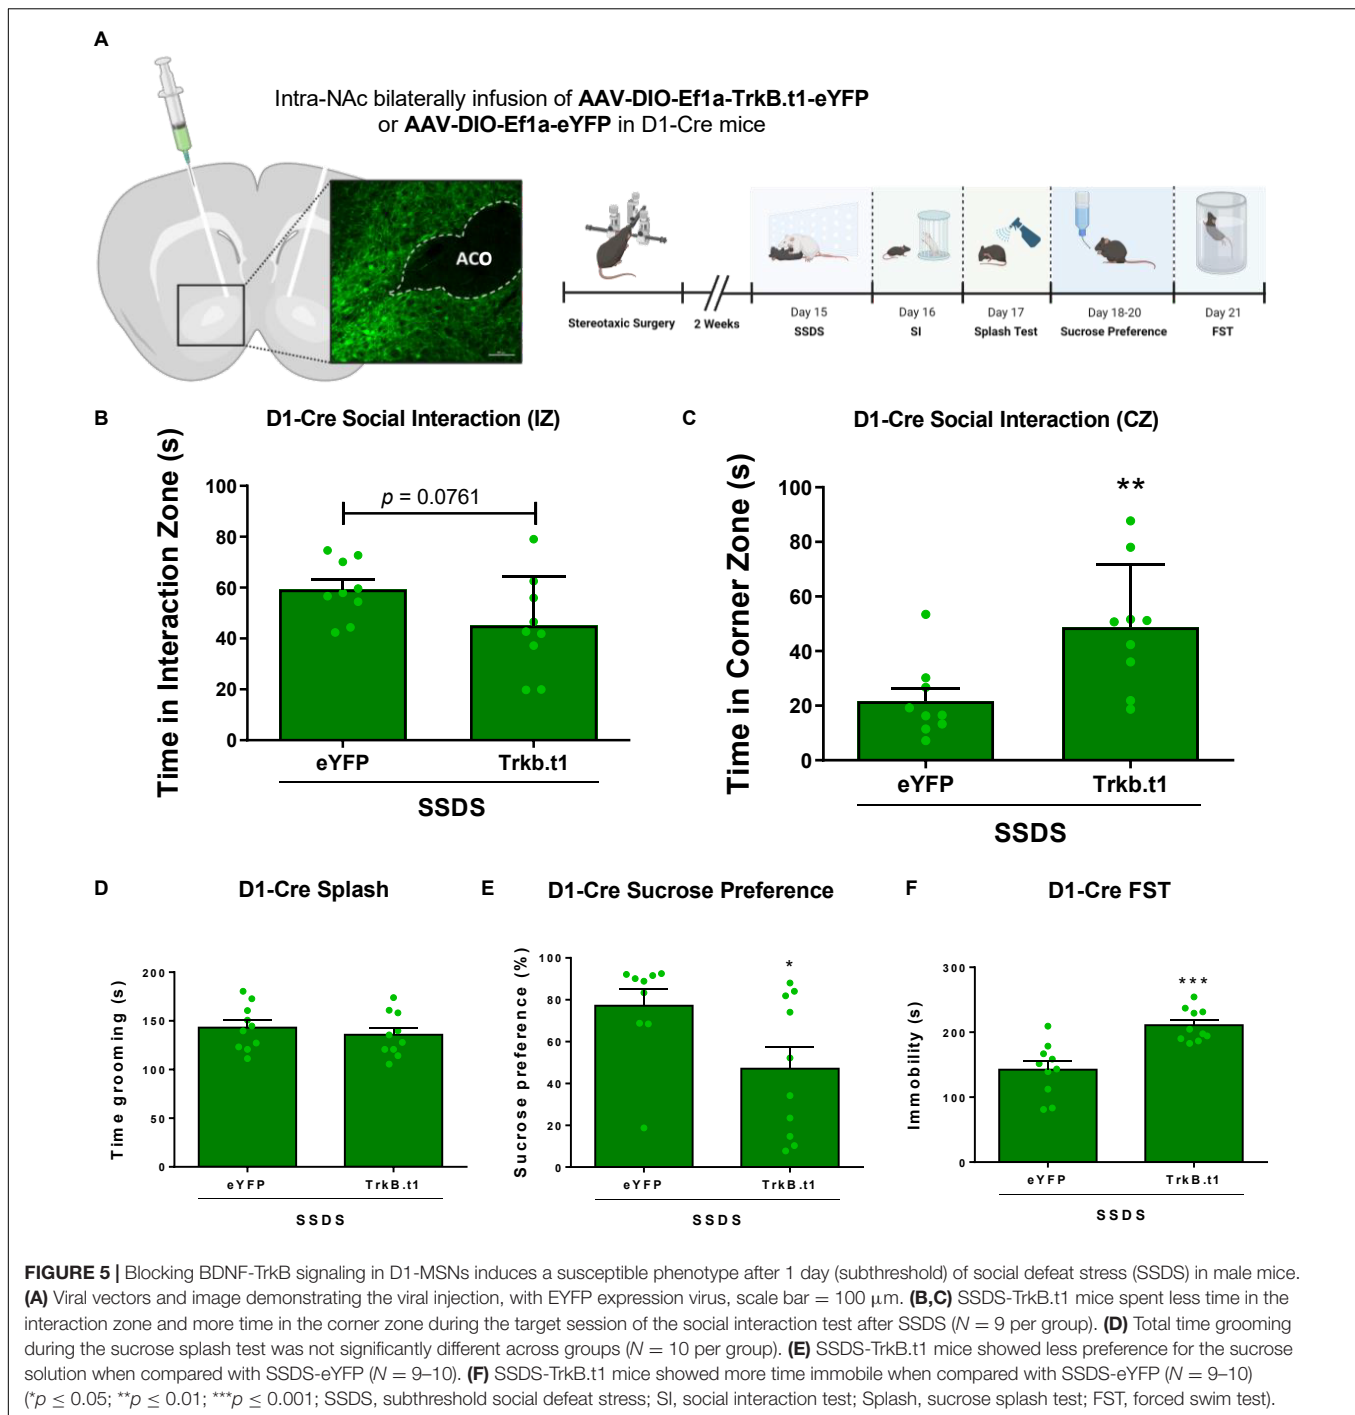 A
Intra-NAc bilaterally infusion of AAV-DIO-Ef1a-TrkB.t1-eYFP
or AAV-DIO-Ef1a-eYFP in D1-Cre mice
ACO
Stereotaxic Surgery
2 Weeks
Day 15
SSDS
Day 16
SI
Day 17
Splash Test
Day 18-20
Sucrose Preference
Day 21
FST
B
D1-Cre Social Interaction (IZ)
Time in Interaction Zone (s)
100
80
60
40
20
0
p = 0.0761
eYFP
Trkb.t1
SSDS
C
D1-Cre Social Interaction (CZ)
Time in Corner Zone (s)
100
80
60
40
20
0
**
eYFP
Trkb.t1
SSDS
D
D1-Cre Splash
Time grooming (s)
200
150
100
50
0
eYFP
TrkB.t1
SSDS
E
D1-Cre Sucrose Preference
Sucrose preference (%)
100
80
60
40
20
0
*
eYFP
TrkB.t1
SSDS
F
D1-Cre FST
Immobility (s)
300
200
100
0
***
eYFP
TrkB.t1
SSDS
FIGURE 5 | Blocking BDNF-TrkB signaling in D1-MSNs induces a susceptible phenotype after 1 day (subthreshold) of social defeat stress (SSDS) in male mice.
(A) Viral vectors and image demonstrating the viral injection, with EYFP expression virus, scale bar = 100 μm. (B,C) SSDS-TrkB.t1 mice spent less time in the
interaction zone and more time in the corner zone during the target session of the social interaction test after SSDS (N = 9 per group). (D) Total time grooming
during the sucrose splash test was not significantly different across groups (N = 10 per group). (E) SSDS-TrkB.t1 mice showed less preference for the sucrose
solution when compared with SSDS-eYFP (N = 9–10). (F) SSDS-TrkB.t1 mice showed more time immobile when compared with SSDS-eYFP (N = 9–10)
(*p ≤ 0.05; **p ≤ 0.01; ***p ≤ 0.001; SSDS, subthreshold social defeat stress; SI, social interaction test; Splash, sucrose splash test; FST, forced swim test).